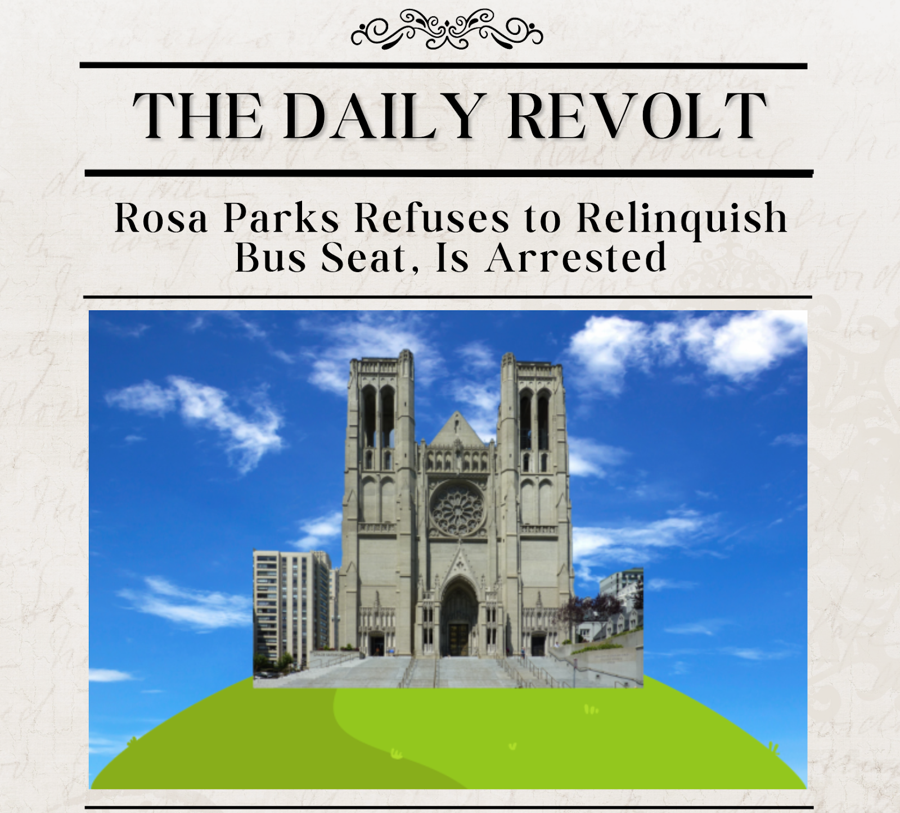 THE DAILY REVOLT
Rosa Parks Refuses to Relinquish
Bus Seat, Is Arrested